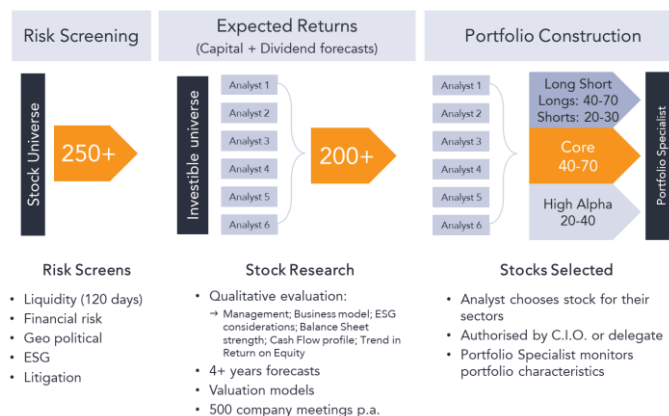 Risk Screening
Stock Universe
250+
Risk Screens
• Liquidity (120 days)
• Financial risk
• Geo political
• ESG
• Litigation
Expected Returns
(Capital + Dividend forecasts)
Investible universe
Analyst 1
Analyst 2
Analyst 3
Analyst 4
Analyst 5
Analyst 6
200+
Stock Research
• Qualitative evaluation:
→ Management; Business model; ESG
considerations; Balance Sheet
strength; Cash Flow profile; Trend in
Return on Equity
• 4+ years forecasts
• Valuation models
• 500 company meetings p.a.
Portfolio Construction
Analyst 1
Analyst 2
Analyst 3
Analyst 4
Analyst 5
Analyst 6
Long Short
Longs: 40-70
Shorts: 20-30
Core
40-70
High Alpha
20-40
Portfolio Specialist
Stocks Selected
• Analyst chooses stock for their
sectors
• Authorised by C.I.O. or delegate
• Portfolio Specialist monitors
portfolio characteristics